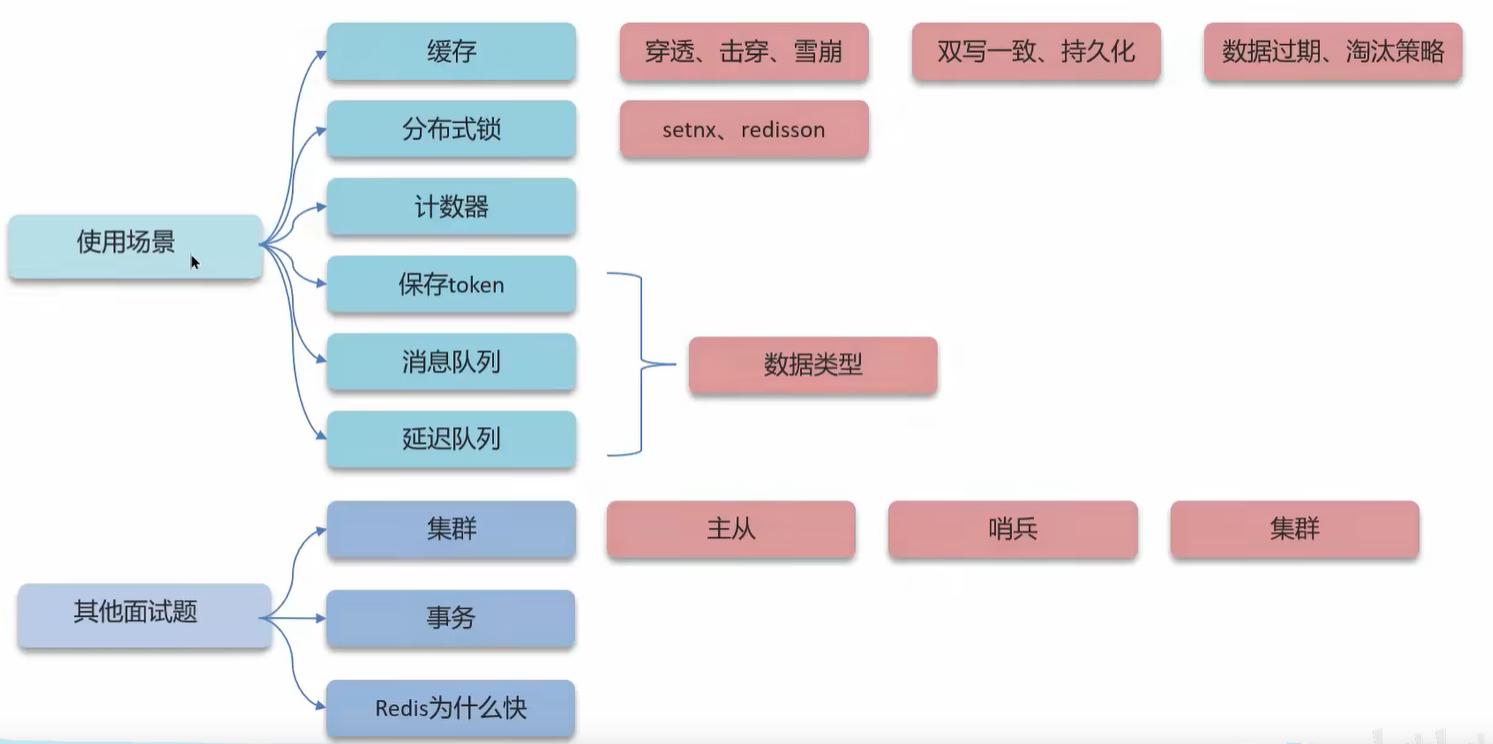 缓存
穿透、击穿、雪崩
双写一致、持久化
数据过期、淘汰策略
分布式锁
setnx、redisson
计数器
使用场景
保存token
消息队列
数据类型
延迟队列
集群
主从
哨兵
集群
其他面试题
事务
Redis为什么快